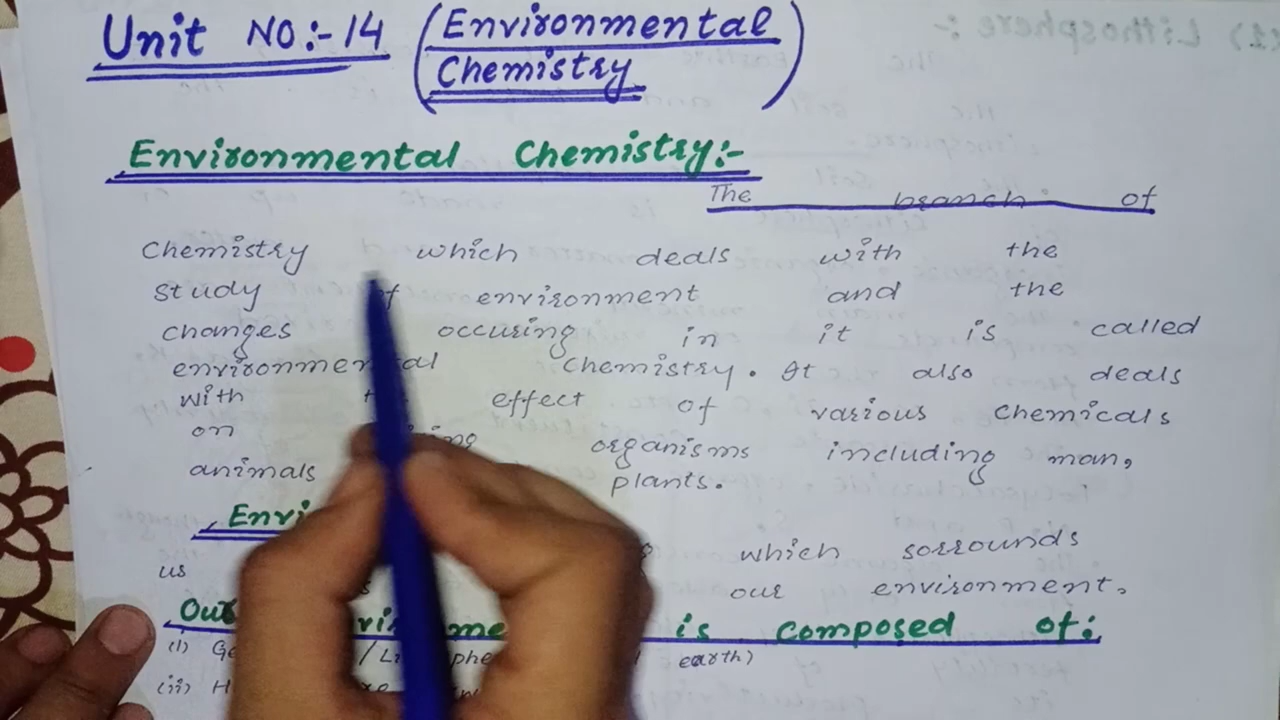 Unit NO:- 14 (Environmental
Chemistry)
Environmental Chemistry:-
The branch of
Chemistry which deals with the
study of environment and the
changes occuring in it is called
environmental chemistry. It also deals
with effect of various chemicals
on organisms including man,
animals plants.
which sorrounds
us our environment.
is composed of:
(i) earth)
(ii)